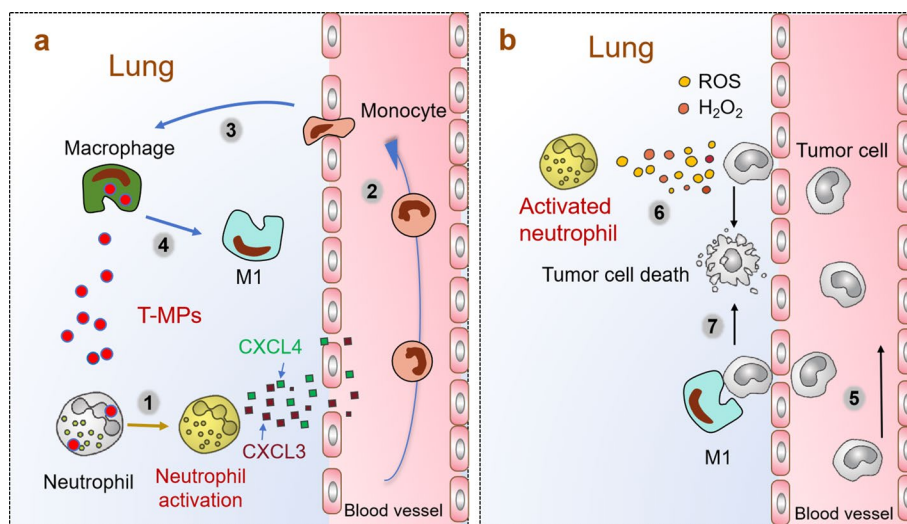 a
Lung
Monocyte
3
Macrophage
2
4
M1
T-MPs
CXCL4
1
CXCL3
Neutrophil
Neutrophil
activation
Blood vessel
b
Lung
ROS
H₂O₂
Tumor cell
Activated
neutrophil
6
Tumor cell death
7
5
M1
Blood vessel